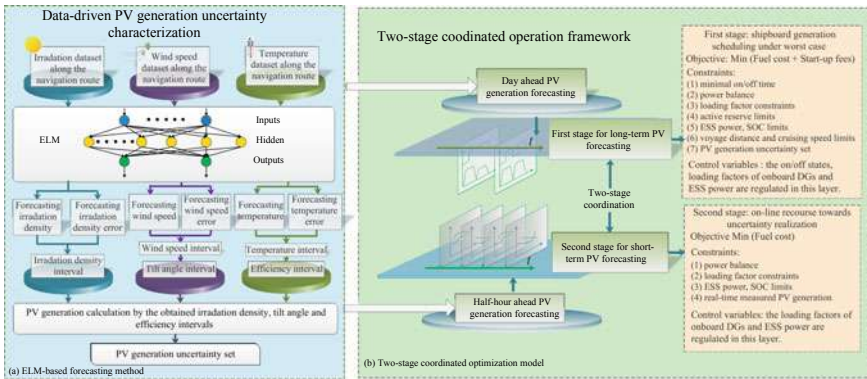 Data-driven PV generation uncertainty
characterization
Irradiation dataset
along the
navigation route
Wind speed
dataset along the
navigation route
Temperature
dataset along the
navigation route
ELM
Inputs
Hidden
Outputs
Forecasting
irradiation
density
Forecasting
irradiation
density error
Forecasting
wind speed
Forecasting
wind speed
error
Forecasting
temperature
Forecasting
temperature
error
Wind speed interval
Temperature interval
Irradiation density
interval
Tilt angle interval
Efficiency interval
PV generation calculation by the obtained irradiation density, tilt angle and
efficiency intervals
PV generation uncertainty set
(a) ELM-based forecasting method
Two-stage coodinated operation framework
Day ahead PV
generation forecasting
t
First stage for long-term PV
forecasting
Two-stage
coordination
t
Second stage for short-
term PV forecasting
Half-hour ahead PV
generation forecasting
(b) Two-stage coordinated optimization model
First stage: shipboard generation
scheduling under worst case
Objective: Min (Fuel cost + Start-up fees)
Constraints:
(1) minimal on/off time
(2) power balance
(3) loading factor constraints
(4) active reserve limits
(5) ESS power, SOC limits
(6) voyage distance and cruising speed limits
(7) PV generation uncertainty set
Control variables : the on/off states,
loading factors of onboard DGs and
ESS power are regulated in this layer.
Second stage: on-line recourse towards
uncertainty realization
Objective Min (Fuel cost)
Constraints:
(1) power balance
(2) loading factor constraints
(3) ESS power, SOC limits
(4) real-time measured PV generation
Control variables: the loading factors of
onboard DGs and ESS power are
regulated in this layer.